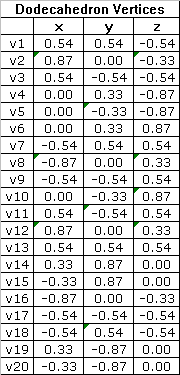 Dodecahedron Vertices
x y z
v1 0.54 0.54 -0.54
v2 0.87 0.00 -0.33
v3 0.54 -0.54 -0.54
v4 0.00 0.33 -0.87
v5 0.00 -0.33 -0.87
v6 0.00 0.33 0.87
v7 -0.54 0.54 0.54
v8 -0.87 0.00 0.33
v9 -0.54 -0.54 0.54
v10 0.00 -0.33 0.87
v11 0.54 -0.54 0.54
v12 0.87 0.00 0.33
v13 0.54 0.54 0.54
v14 0.33 0.87 0.00
v15 -0.33 0.87 0.00
v16 -0.87 0.00 -0.33
v17 -0.54 -0.54 -0.54
v18 -0.54 0.54 -0.54
v19 0.33 -0.87 0.00
v20 -0.33 -0.87 0.00